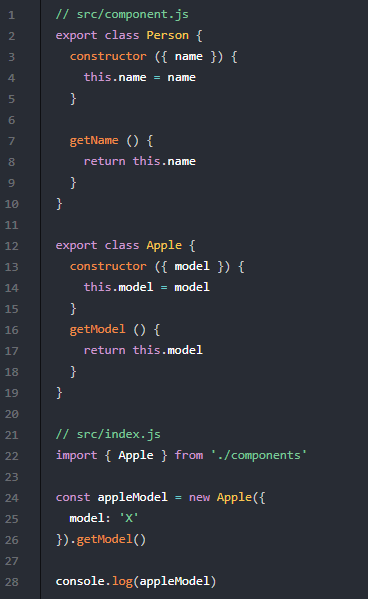 1 // src/component.js
2 export class Person {
3   constructor ({ name }) {
4     this.name = name
5   }
6
7   getName () {
8     return this.name
9   }
10 }
11
12 export class Apple {
13   constructor ({ model }) {
14     this.model = model
15   }
16   getModel () {
17     return this.model
18   }
19 }
20
21 // src/index.js
22 import { Apple } from './components'
23
24 const appleModel = new Apple({
25   model: 'X'
26 }).getModel()
27
28 console.log(appleModel)